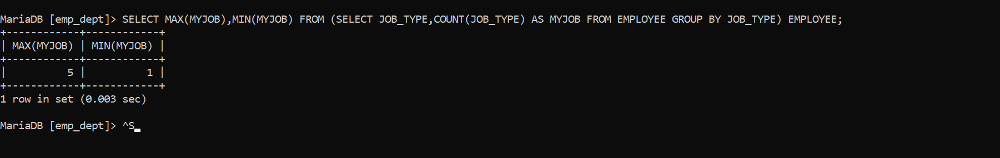 MariaDB [emp_dept]> SELECT MAX(MYJOB),MIN(MYJOB) FROM (SELECT JOB_TYPE,COUNT(JOB_TYPE) AS MYJOB FROM EMPLOYEE GROUP BY JOB_TYPE) EMPLOYEE;
+------------+------------+
| MAX(MYJOB) | MIN(MYJOB) |
+------------+------------+
|          5 |          1 |
+------------+------------+
1 row in set (0.003 sec)
MariaDB [emp_dept]> ^S